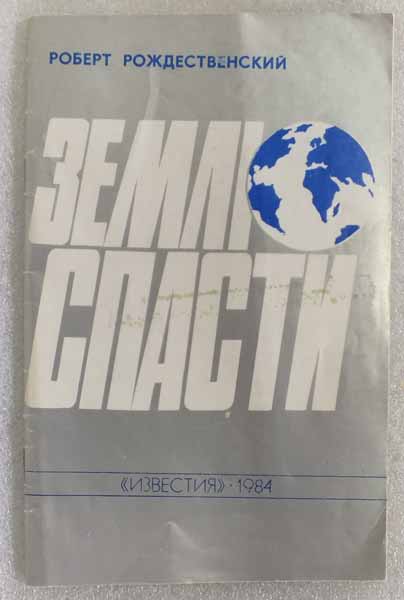 РОБЕРТ РОЖДЕСТВЕНСКИЙ
ЗЕМЛЮ
СПАСТИ
«ИЗВЕСТИЯ» · 1984